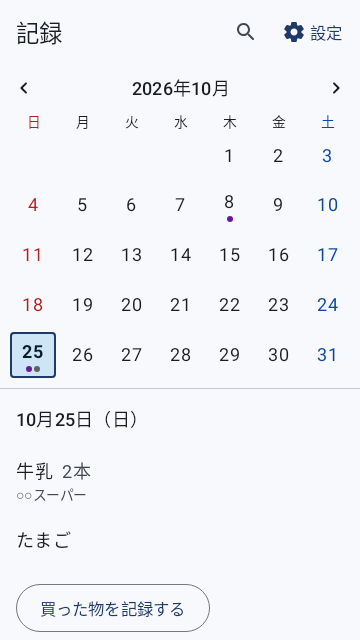 記録 設定
2026年10月
日 月 火 水 木 金 土
1 2 3
4 5 6 7 8 9 10
11 12 13 14 15 16 17
18 19 20 21 22 23 24
25 26 27 28 29 30 31
10月25日（日）
牛乳 2本
○○スーパー
たまご
買った物を記録する